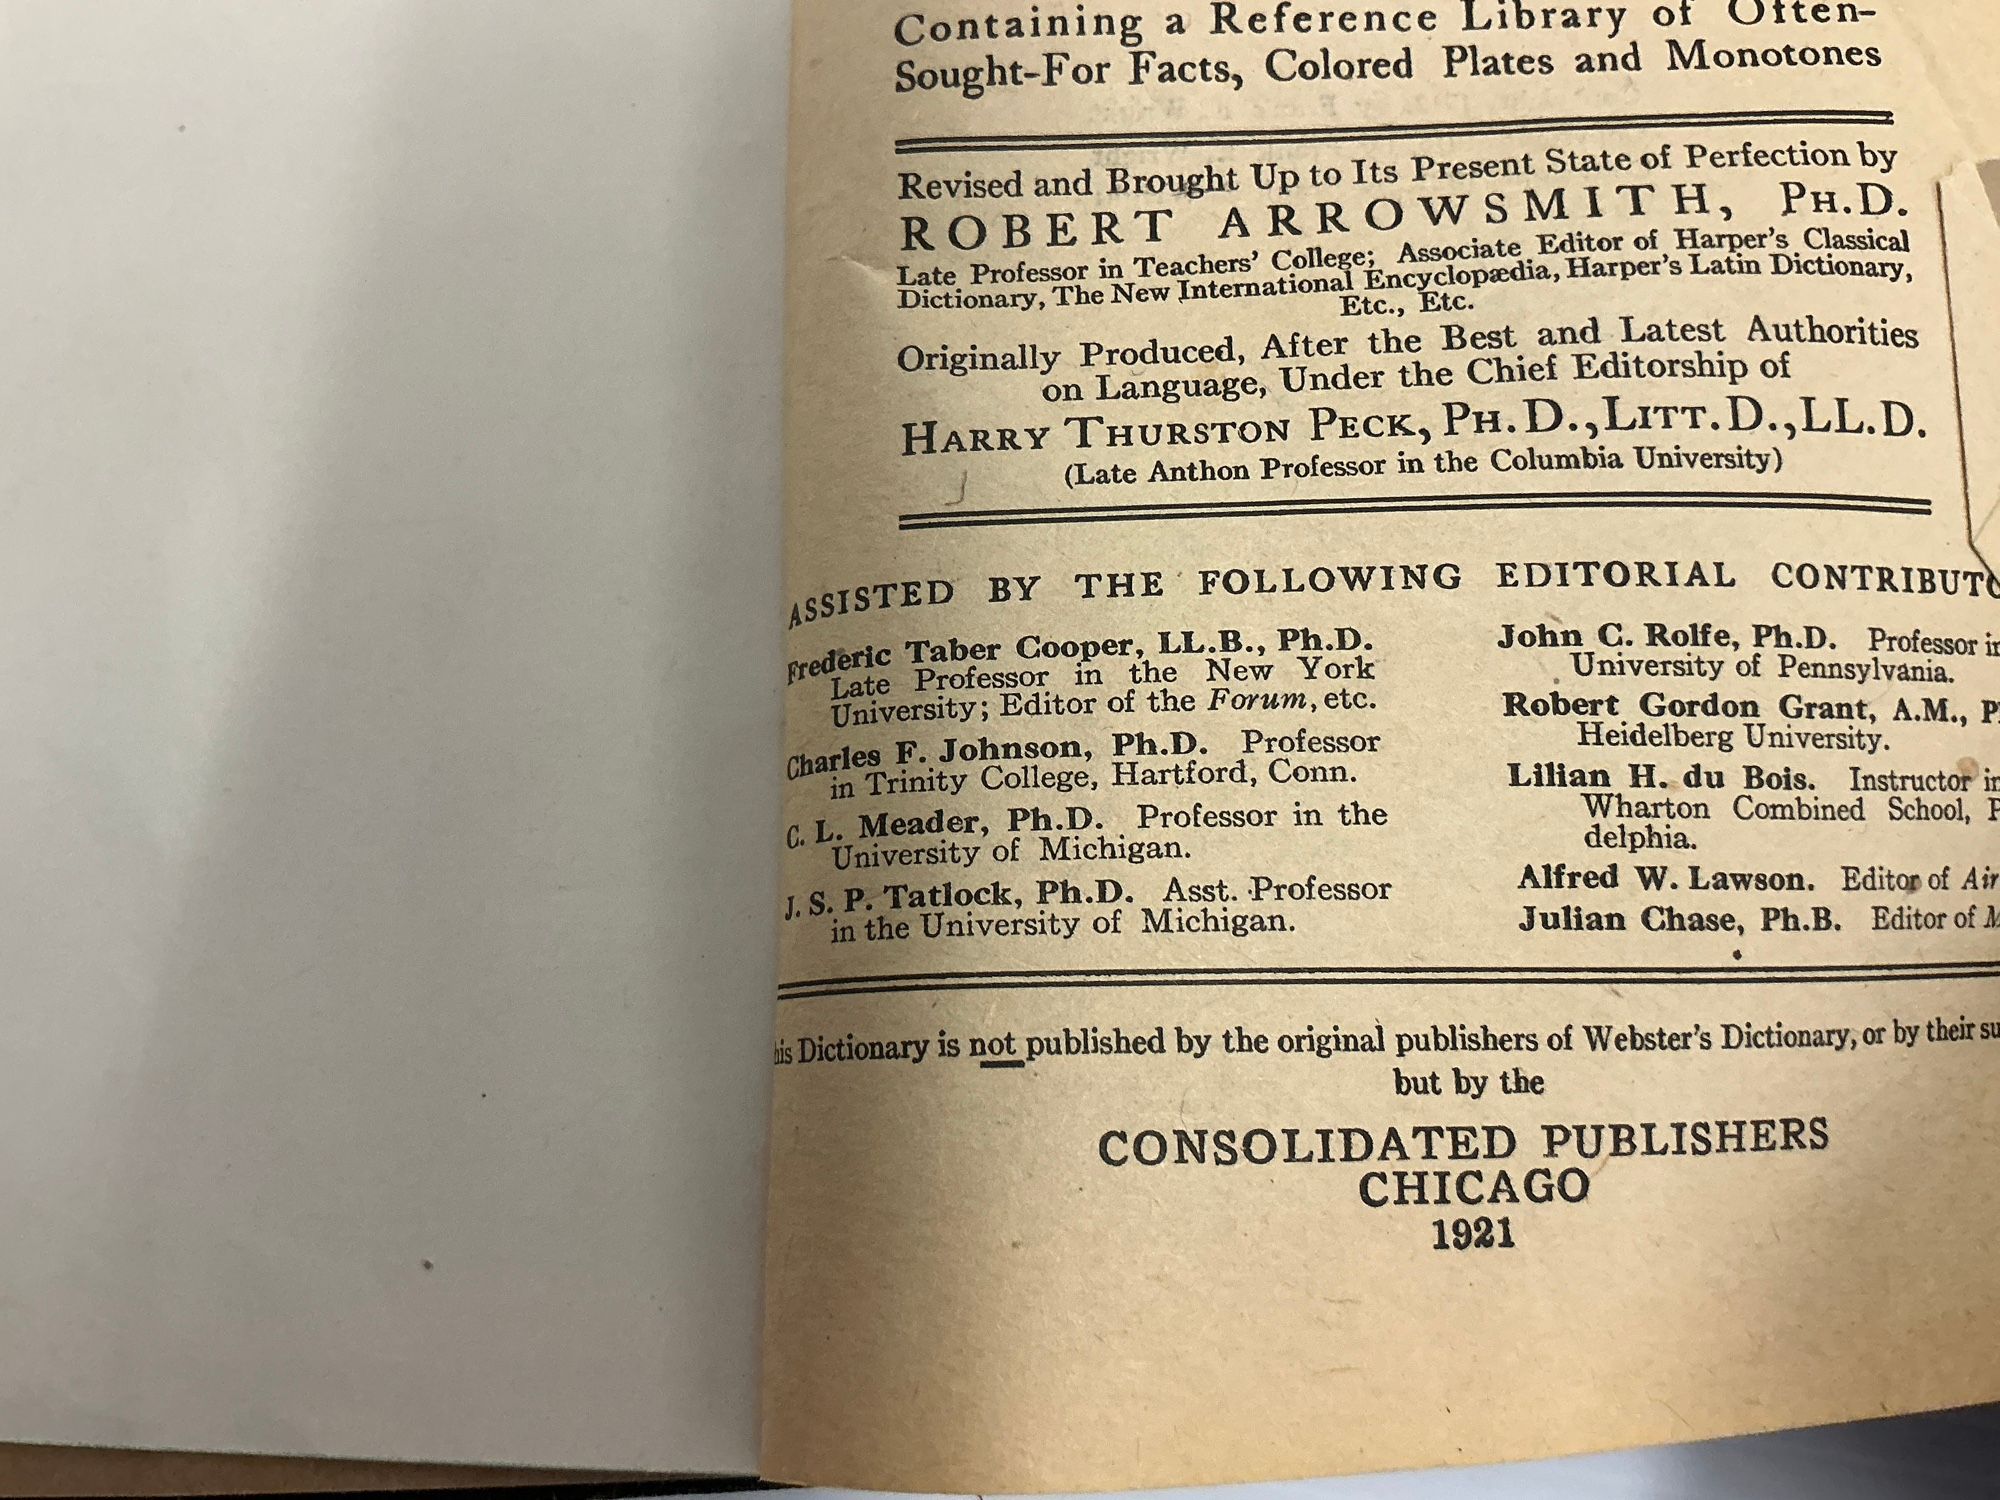 Containing a Reference Library of Often-
Sought-For Facts, Colored Plates and Monotones
Revised and Brought Up to Its Present State of Perfection by
ROBERT ARROWSMITH, PH.D.
Late Professor in Teachers' College; Associate Editor of Harper's Classical
Dictionary, The New International Encyclopædia, Harper's Latin Dictionary,
Etc., Etc.
Originally Produced, After the Best and Latest Authorities
on Language, Under the Chief Editorship of
HARRY THURSTON PECK, PH.D., LITT.D., LL.D.
(Late Anthon Professor in the Columbia University)
ASSISTED BY THE FOLLOWING EDITORIAL CONTRIBUTO
Frederic Taber Cooper, LL.B., Ph.D.
Late Professor in the New York
University; Editor of the Forum, etc.
Charles F. Johnson, Ph.D. Professor
in Trinity College, Hartford, Conn.
C. L. Meader, Ph.D. Professor in the
University of Michigan.
J. S. P. Tatlock, Ph.D. Asst. Professor
in the University of Michigan.
John C. Rolfe, Ph.D. Professor in
University of Pennsylvania.
Robert Gordon Grant, A.M., P
Heidelberg University.
Lilian H. du Bois. Instructor in
Wharton Combined School, P
delphia.
Alfred W. Lawson. Editor of Air
Julian Chase, Ph.B. Editor of M
his Dictionary is not published by the original publishers of Webster's Dictionary, or by their su
but by the
CONSOLIDATED PUBLISHERS
CHICAGO
1921